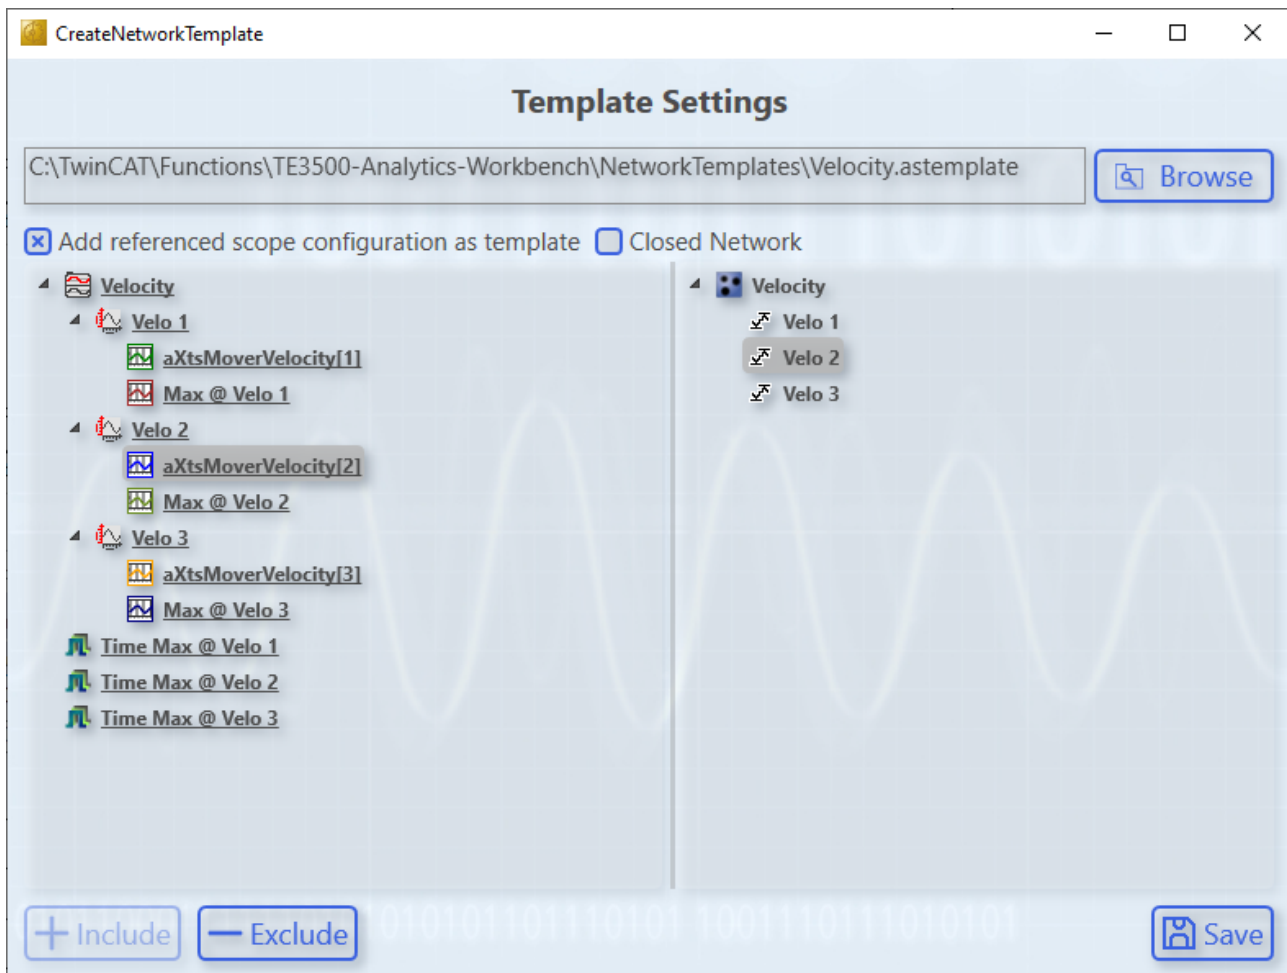 CreateNetworkTemplate
Template Settings
C:\TwinCAT\Functions\TE3500-Analytics-Workbench\NetworkTemplates\Velocity.astemplate
Browse
Add referenced scope configuration as template
Closed Network
Velocity
Velo 1
aXtsMoverVelocity[1]
Max @ Velo 1
Velo 2
aXtsMoverVelocity[2]
Max @ Velo 2
Velo 3
aXtsMoverVelocity[3]
Max @ Velo 3
Time Max @ Velo 1
Time Max @ Velo 2
Time Max @ Velo 3
Velocity
Velo 1
Velo 2
Velo 3
Include
Exclude
Save